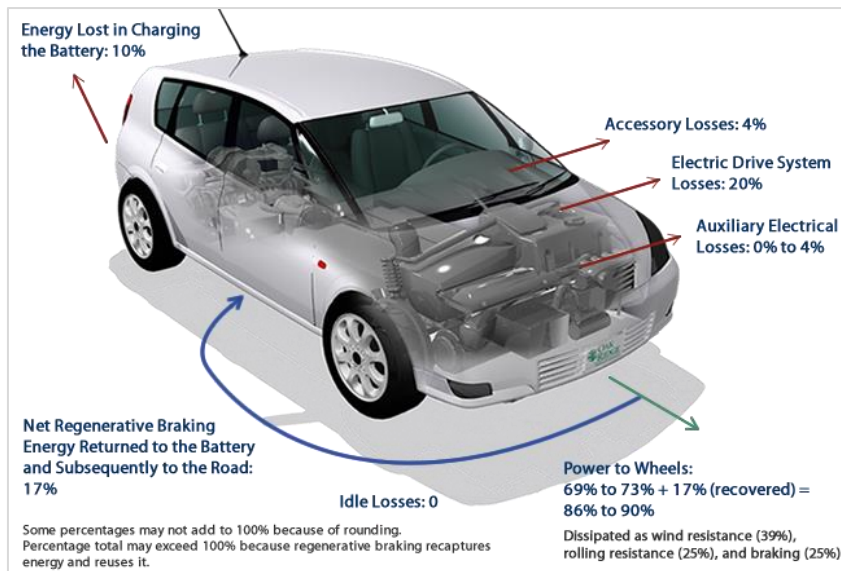 Energy Lost in Charging
the Battery: 10%
Accessory Losses: 4%
Electric Drive System
Losses: 20%
Auxiliary Electrical
Losses: 0% to 4%
OAK
RIDGE
Net Regenerative Braking
Energy Returned to the Battery
and Subsequently to the Road:
17%
Idle Losses: 0
Power to Wheels:
69% to 73% + 17% (recovered) =
86% to 90%
Dissipated as wind resistance (39%),
rolling resistance (25%), and braking (25%)
Some percentages may not add to 100% because of rounding.
Percentage total may exceed 100% because regenerative braking recaptures
energy and reuses it.